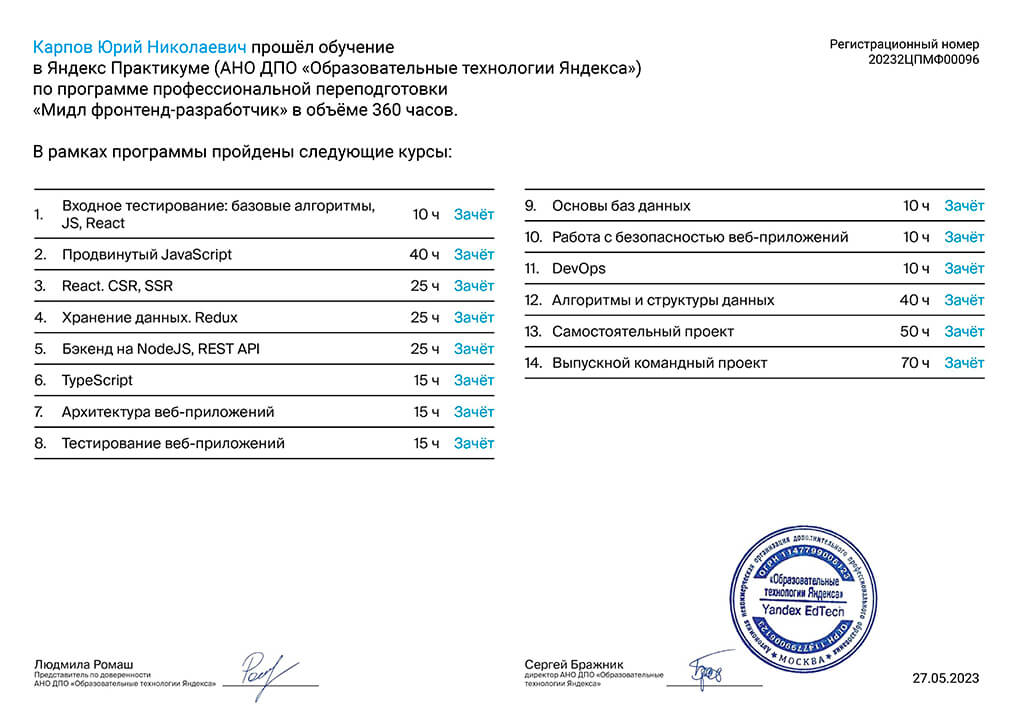 Карпов Юрий Николаевич прошёл обучение
в Яндекс Практикуме (АНО ДПО «Образовательные технологии Яндекса»)
по программе профессиональной переподготовки
«Мидл фронтенд-разработчик» в объёме 360 часов.
Регистрационный номер
20232ЦПМФ00096
В рамках программы пройдены следующие курсы:
1. Входное тестирование: базовые алгоритмы,
JS, React 10 ч Зачёт
2. Продвинутый JavaScript 40 ч Зачёт
3. React. CSR, SSR 25 ч Зачёт
4. Хранение данных. Redux 25 ч Зачёт
5. Бэкенд на NodeJS, REST API 25 ч Зачёт
6. TypeScript 15 ч Зачёт
7. Архитектура веб-приложений 15 ч Зачёт
8. Тестирование веб-приложений 15 ч Зачёт
9. Основы баз данных 10 ч Зачёт
10. Работа с безопасностью веб-приложений 10 ч Зачёт
11. DevOps 10 ч Зачёт
12. Алгоритмы и структуры данных 40 ч Зачёт
13. Самостоятельный проект 50 ч Зачёт
14. Выпускной командный проект 70 ч Зачёт
Людмила Ромаш
Представитель по доверенности
АНО ДПО «Образовательные технологии Яндекса»
Сергей Бражник
директор АНО ДПО «Образовательные
технологии Яндекса»
Автономная некоммерческая организация дополнительного профессионального образования
ОГРН 1147799006123
«Образовательные
технологии Яндекса»
Yandex EdTech
ОГРН 1147799006123
МОСКВА
27.05.2023